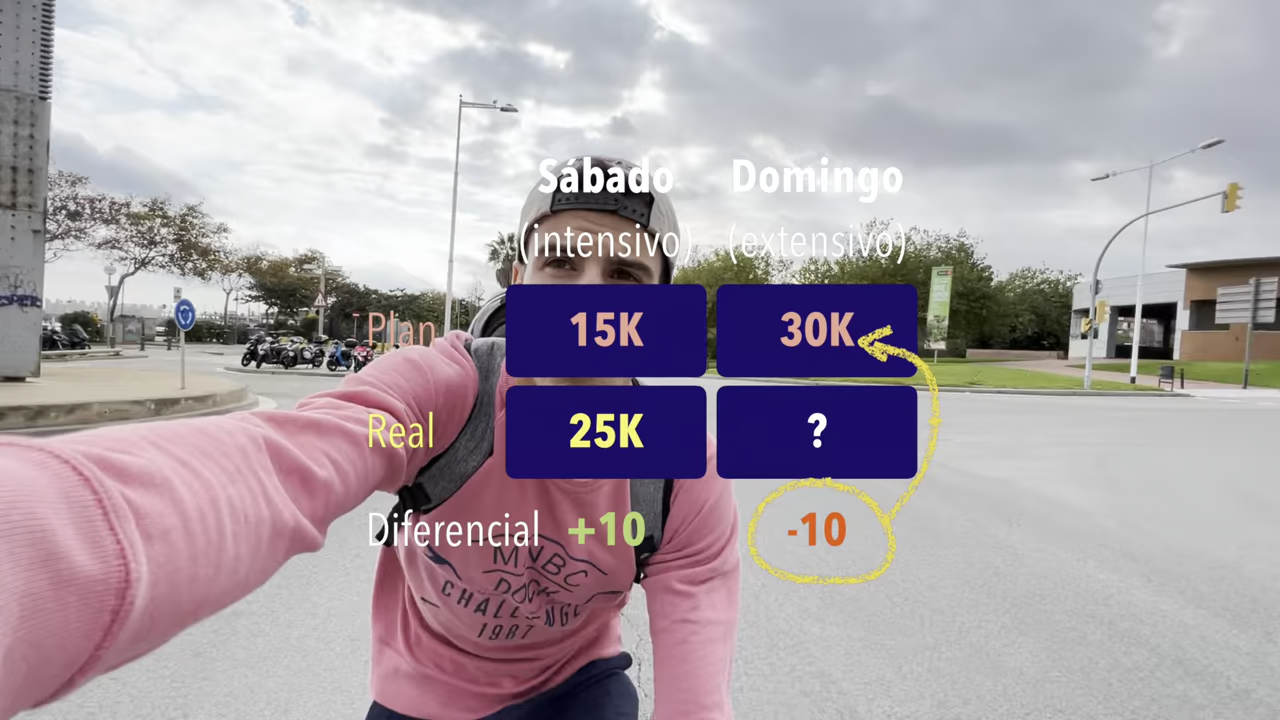 Sábado Domingo
(intensivo) (extensivo)
Plan 15K 30K
Real 25K ?
Diferencial +10 -10
MVBC
DOCK
CHALLENGE
1987